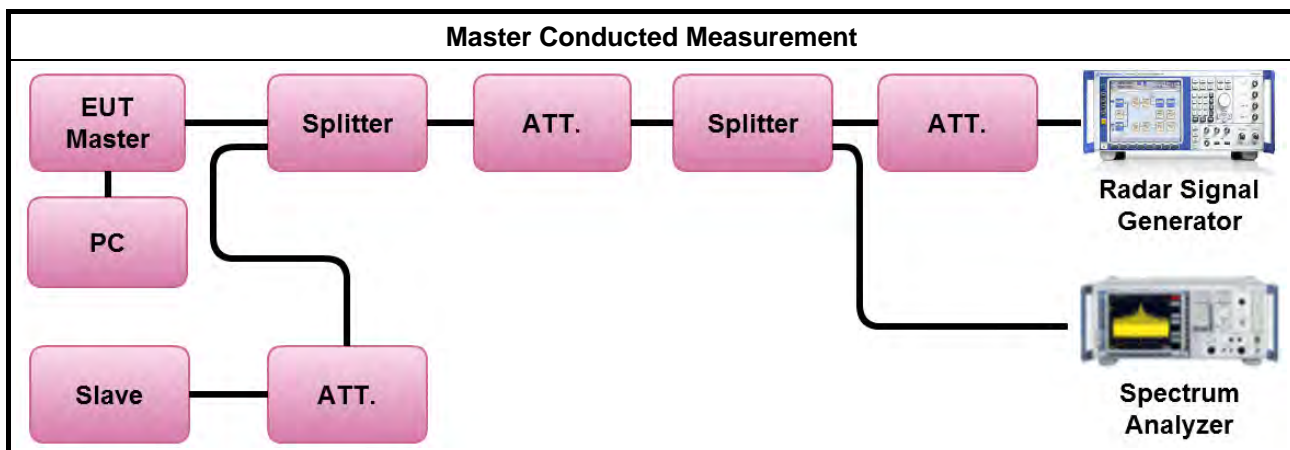 Master Conducted Measurement
EUT
Master
Splitter
ATT.
Splitter
ATT.
Radar Signal
Generator
PC
Slave
ATT.
Spectrum
Analyzer